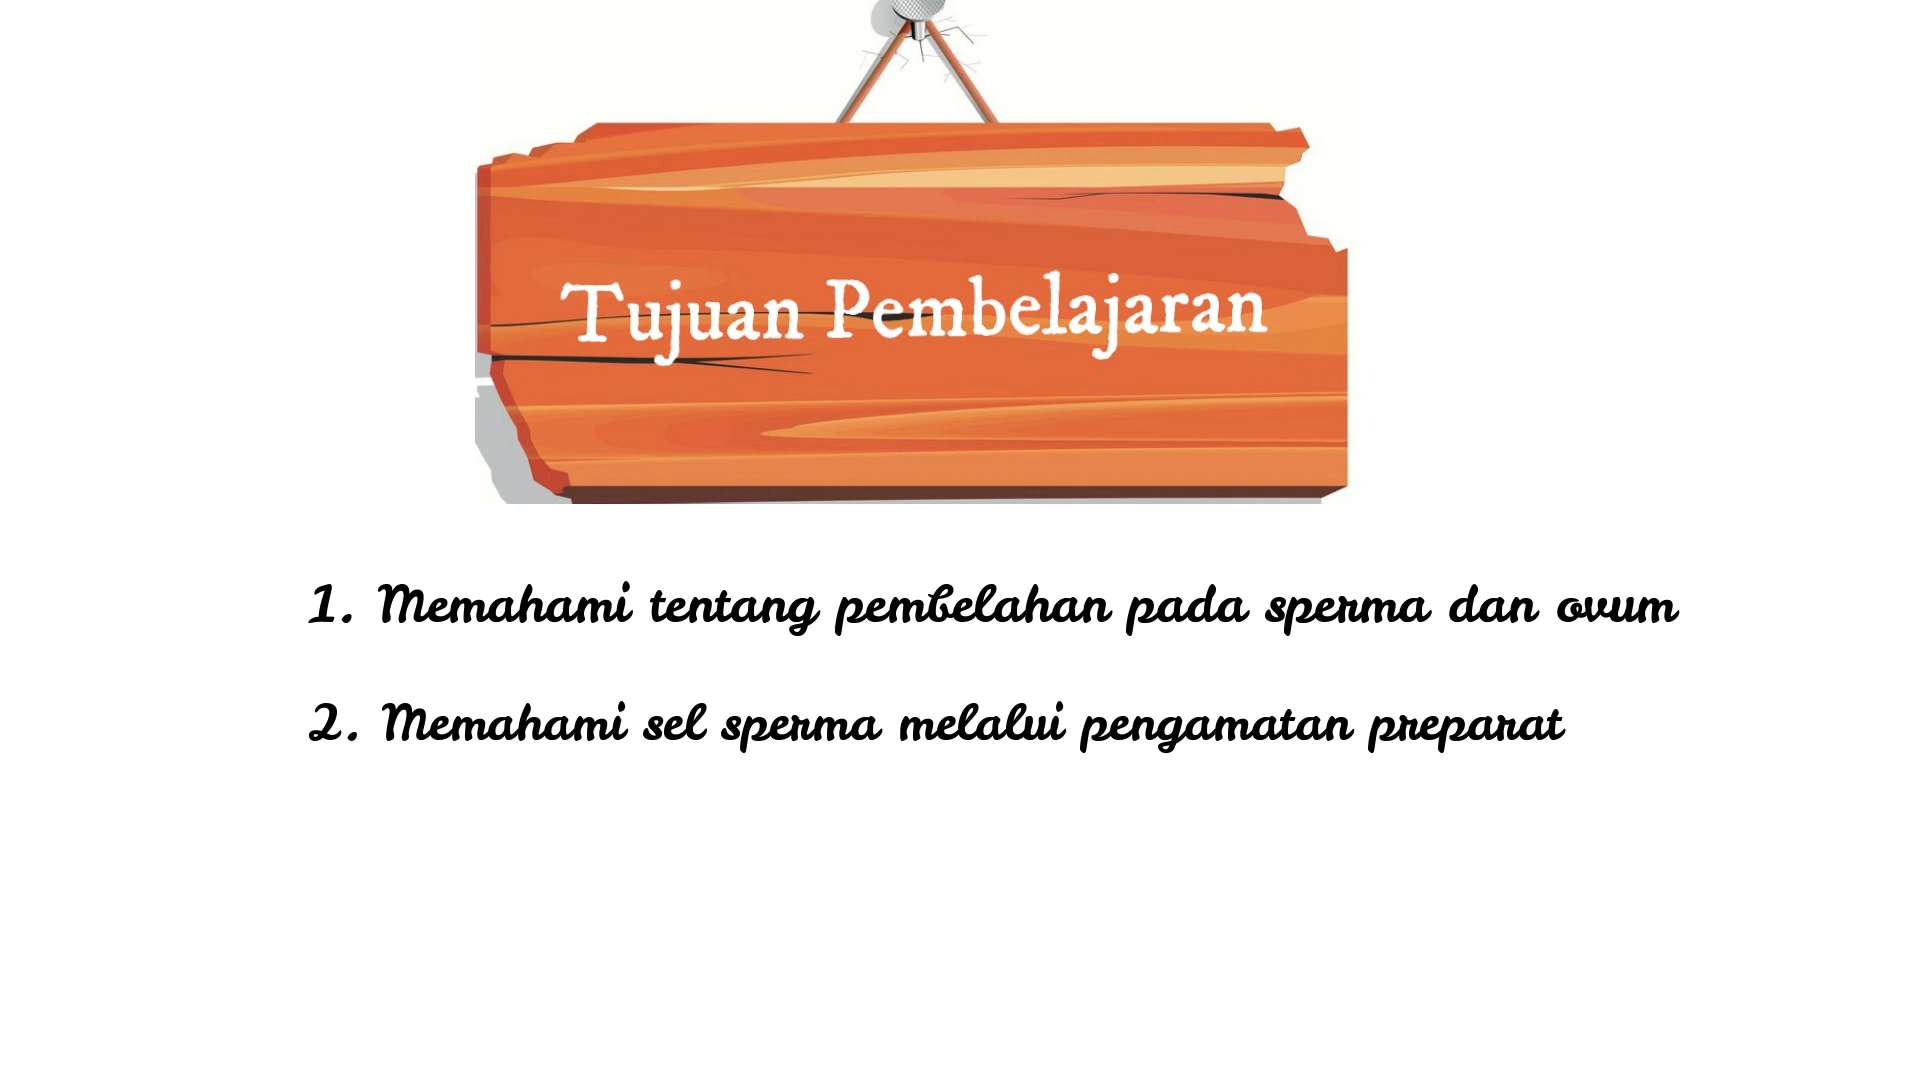 Tujuan Pembelajaran
1. Memahami tentang pembelahan pada sperma dan ovum
2. Memahami sel sperma melalui pengamatan preparat